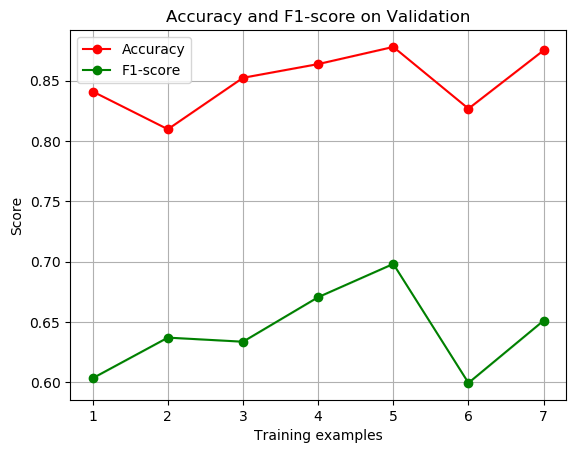 Accuracy and F1-score on Validation
Accuracy
F1-score
0.85
0.80
0.75
0.70
0.65
0.60
Score
1 2 3 4 5 6 7
Training examples